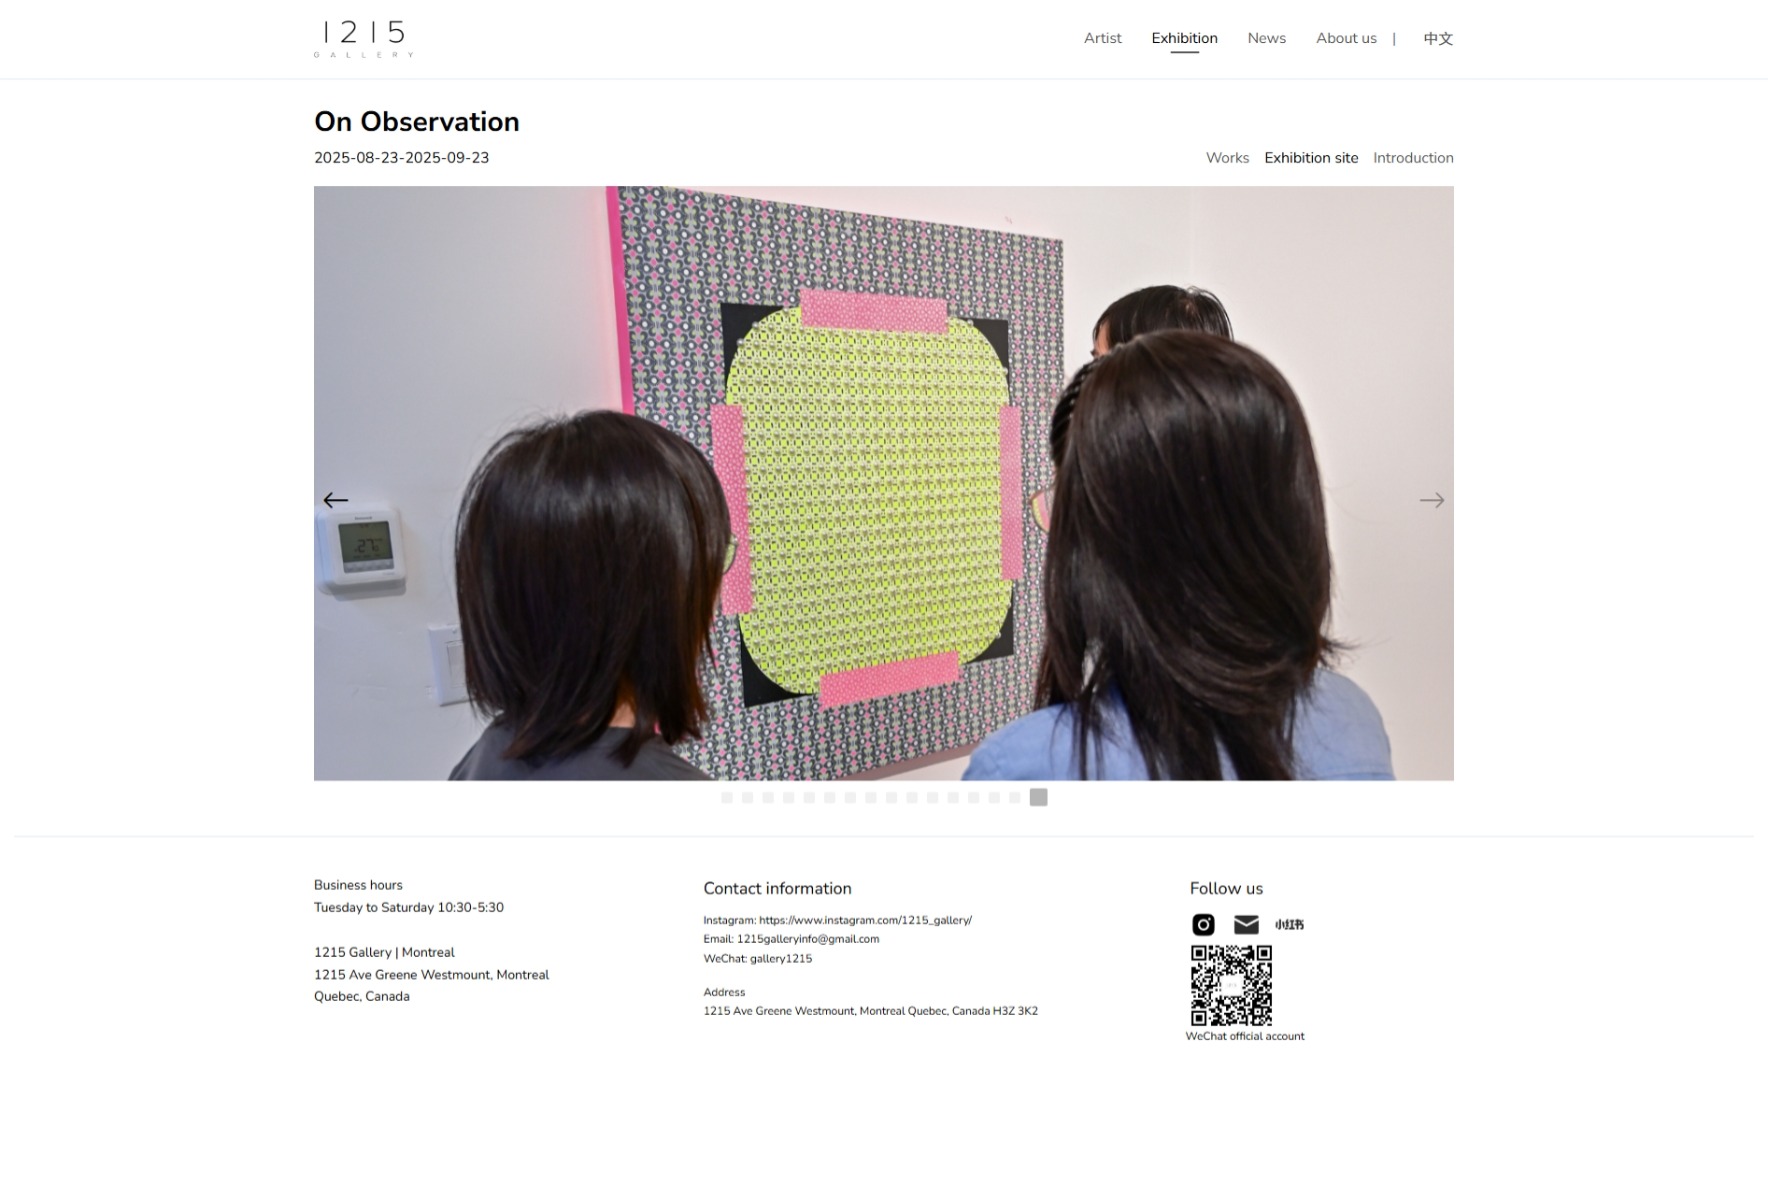 1215
GALLERY
Artist
Exhibition
News
About us
|
中文
On Observation
2025-08-23-2025-09-23
Works
Exhibition site
Introduction
Honeywell
27
Business hours
Tuesday to Saturday 10:30-5:30
1215 Gallery | Montreal
1215 Ave Greene Westmount, Montreal
Quebec, Canada
Contact information
Instagram: https://www.instagram.com/1215_gallery/
Email: 1215galleryinfo@gmail.com
WeChat: gallery1215
Address
1215 Ave Greene Westmount, Montreal Quebec, Canada H3Z 3K2
Follow us
小红书
WeChat official account